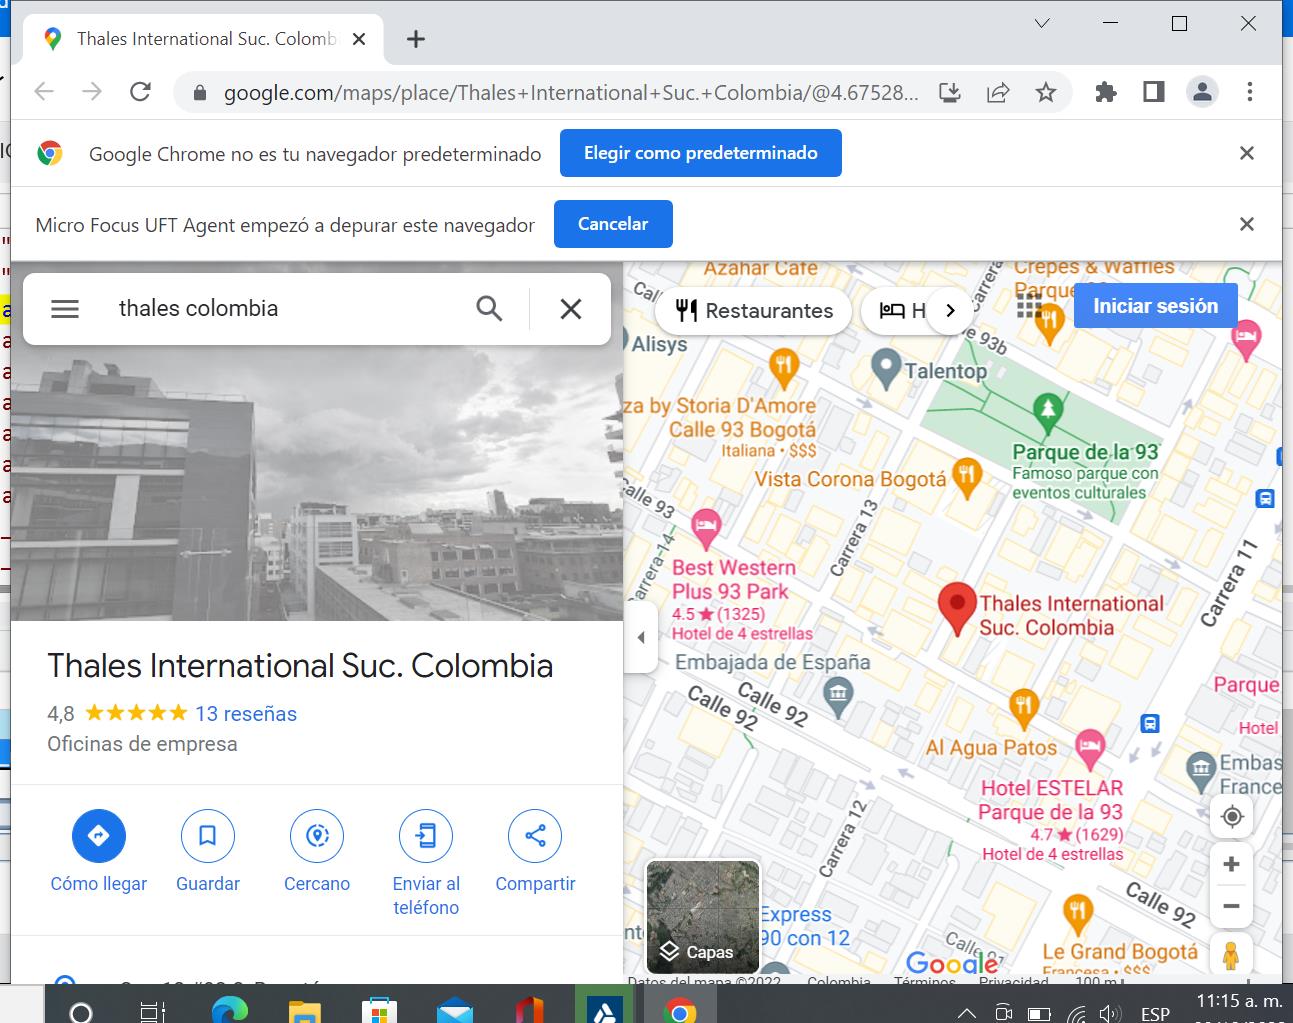 Thales International Suc. Colomb
google.com/maps/place/Thales+International+Suc.+Colombia/@4.67528...
Google Chrome no es tu navegador predeterminado
Elegir como predeterminado
Micro Focus UFT Agent empezó a depurar este navegador
Cancelar
thales colombia
Thales International Suc. Colombia
4,8
13 reseñas
Oficinas de empresa
Cómo llegar
Guardar
Cercano
Enviar al
teléfono
Compartir
Azahar Cafe
Crepes & Waffles
Parque
Carrera
Restaurantes
H
Iniciar sesión
Alisys
Talentop
le 93b
za by Storia D'Amore
Calle 93 Bogotá
Italiana • $$$
Parque de la 93
Famoso parque con
eventos culturales
Vista Corona Bogotá
alle 93
Carrera 13
arrera 14
Carrera 11
Best Western
Plus 93 Park
4.5 ★ (1325)
Hotel de 4 estrellas
Thales International
Suc. Colombia
Embajada de España
Calle 92
Calle 92
Parque
Hotel
Al Agua Patos
Embas
France
Hotel ESTELAR
Parque de la 93
4.7 ★ (1629)
Hotel de 4 estrellas
Carrera 12
Calle 92
Express
90 con 12
Capas
Le Grand Bogotá
Francesa • $$$
Google
Datos del mapa ©2022
Colombia
Términos
Privacidad
100 m
ESP
11:15 a. m.